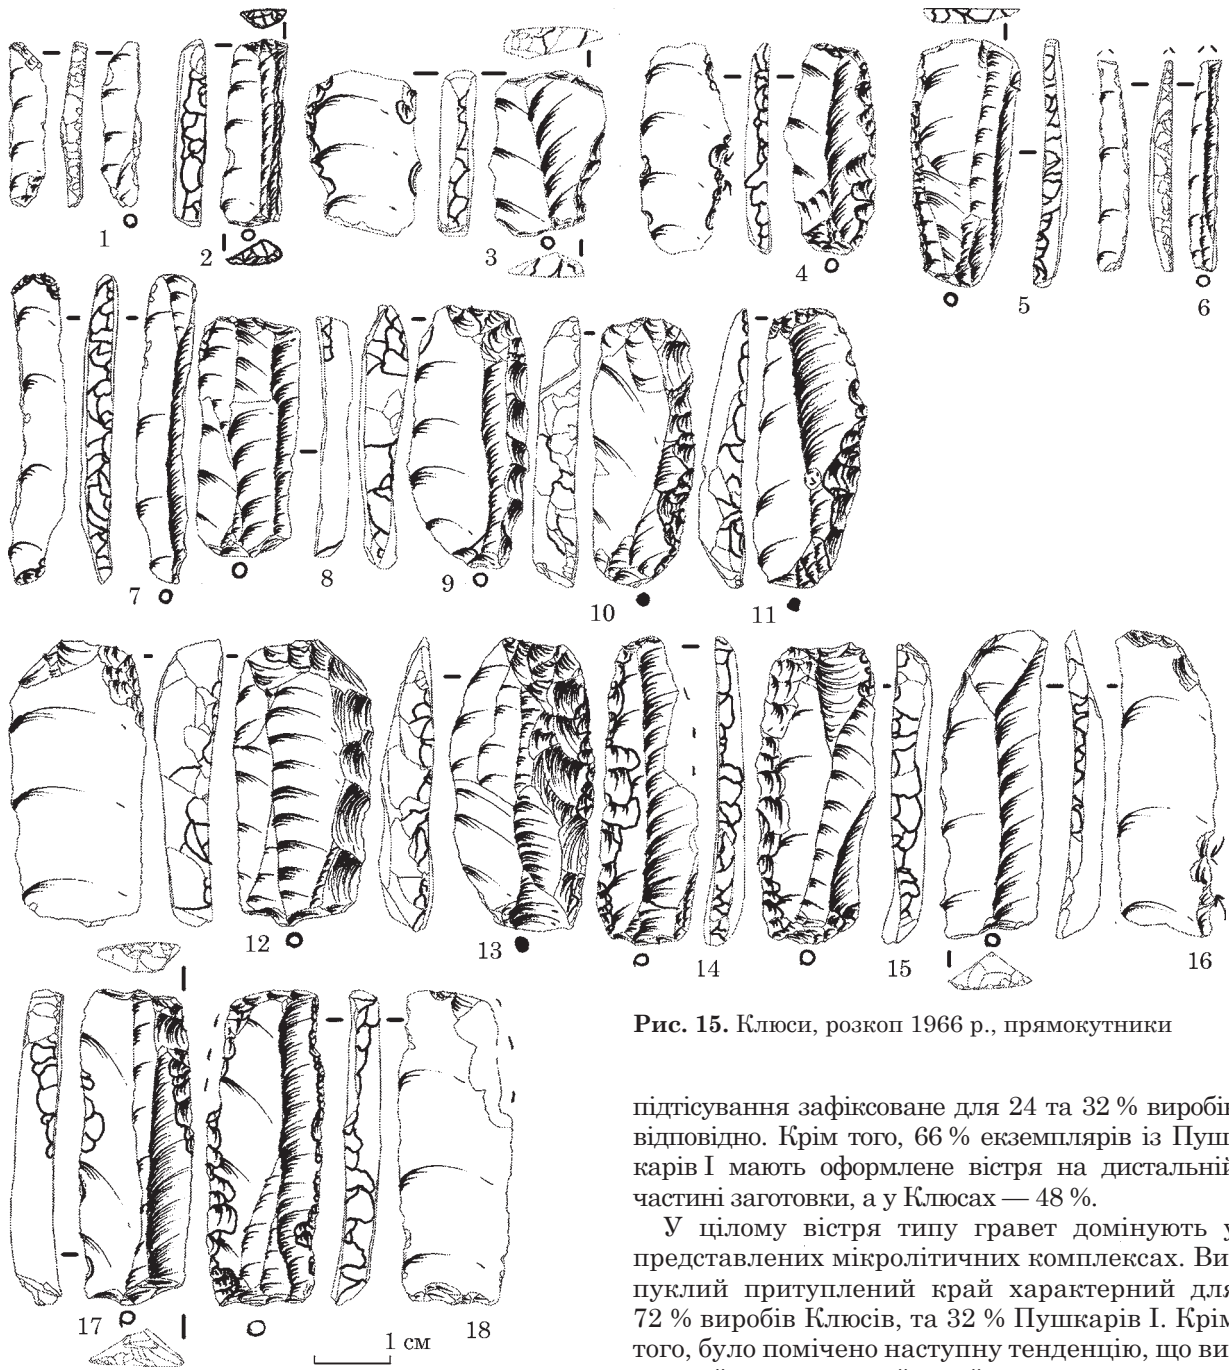 1
2
3
4
5
6
7
8
9
10
11
12
13
14
15
16
17
18
1 см
Рис. 15. Клюси, розкоп 1966 р., прямокутники
підтісування зафіксоване для 24 та 32 % виробів
відповідно. Крім того, 66 % екземплярів із Пуш
карів І мають оформлене вістря на дистальній
частині заготовки, а у Клюсах — 48 %.
У цілому вістря типу гравет домінують у
представлених мікролітичних комплексах. Ви
пуклий притуплений край характерний для
72 % виробів Клюсів, та 32 % Пушкарів І. Крім
того, було помічено наступну тенденцію, що ви